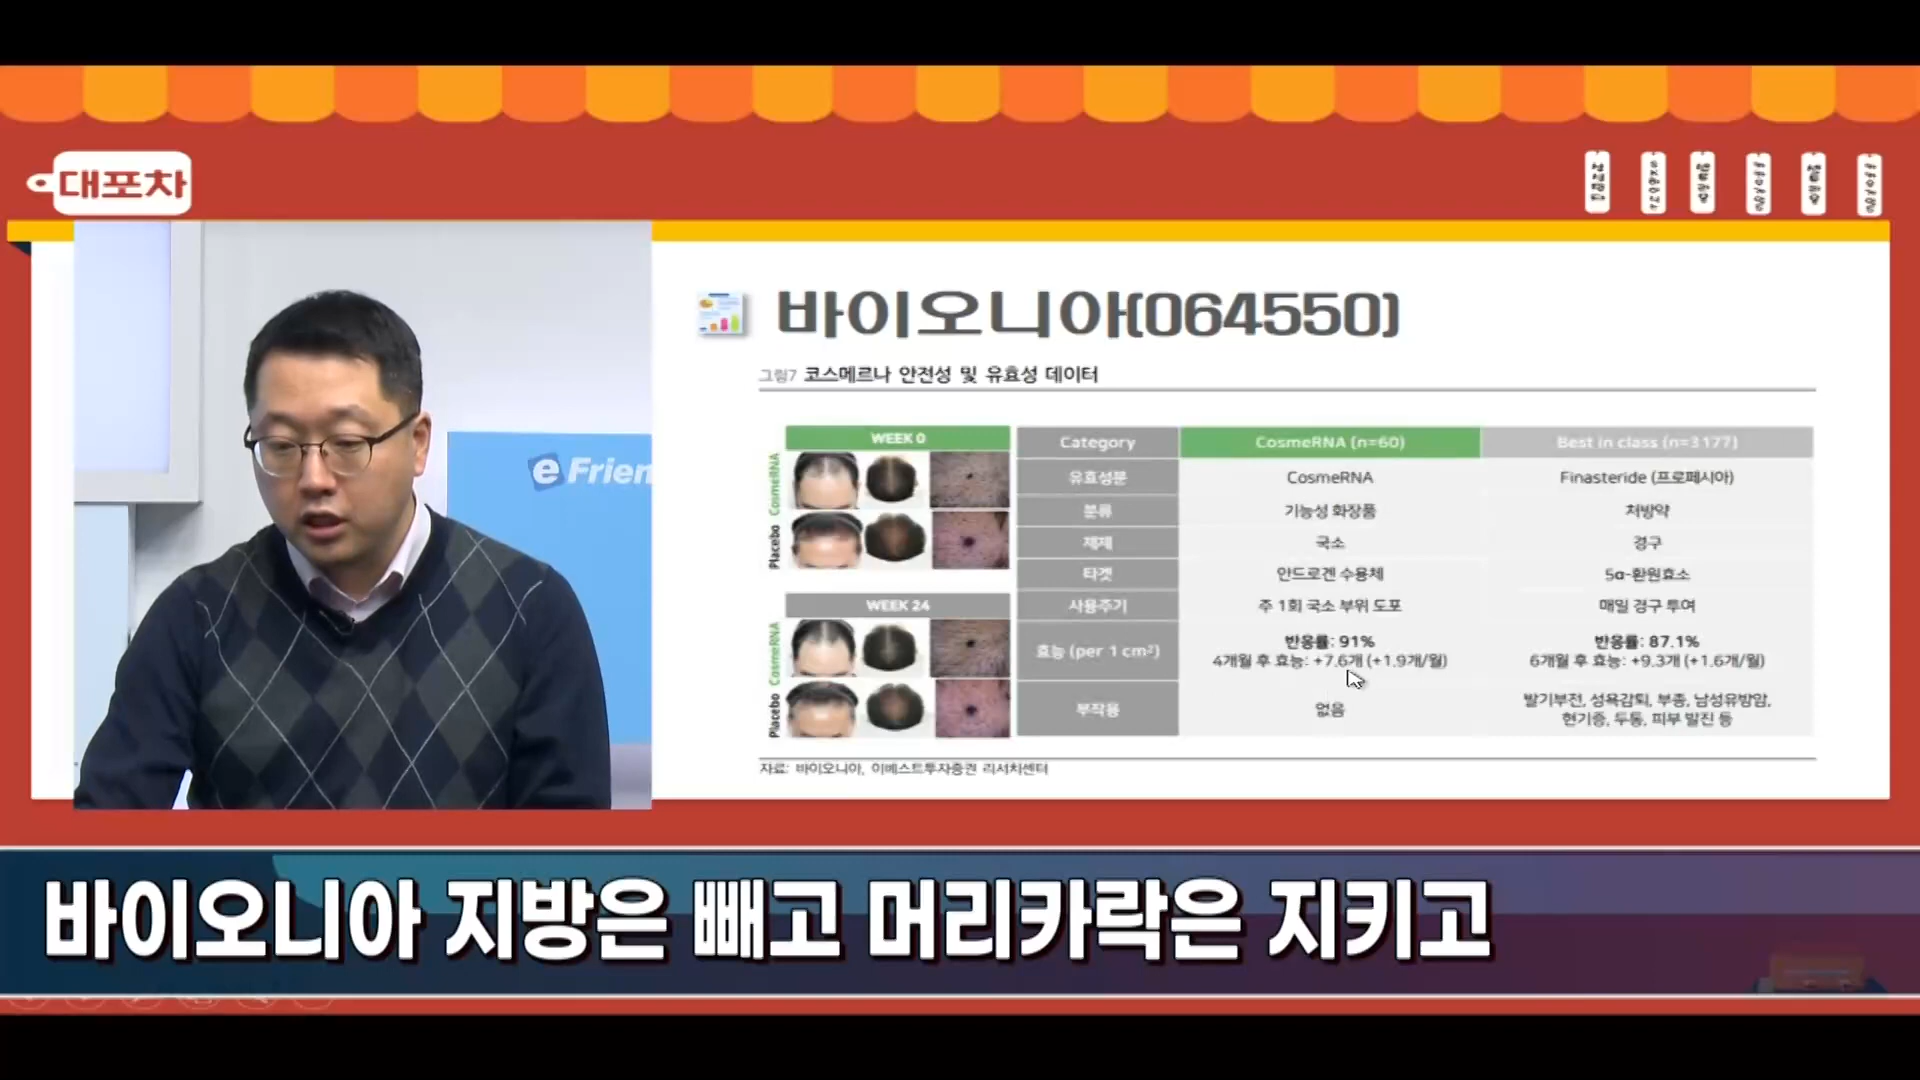 대포차
e Frien
바이오니아(064550)
그림7 코스메르나 안전성 및 유효성 데이터
WEEK 0
CosmeRNA
Placebo
WEEK 24
CosmeRNA
Placebo
Category CosmeRNA (n=60) Best in class (n=3177)
유효성분 CosmeRNA Finasteride (프로페시아)
분류 기능성 화장품 처방약
제제 국소 경구
타겟 안드로겐 수용체 5α-환원효소
사용주기 주 1회 국소 부위 도포 매일 경구 투여
효능 (per 1 cm²) 반응률: 91% 반응률: 87.1%
4개월 후 효능: +7.6개 (+1.9개/월) 6개월 후 효능: +9.3개 (+1.6개/월)
부작용 없음 발기부전, 성욕감퇴, 부종, 남성유방암,
현기증, 두통, 피부 발진 등
자료: 바이오니아, 이베스트투자증권 리서치센터
바이오니아 지방은 빼고 머리카락은 지키고